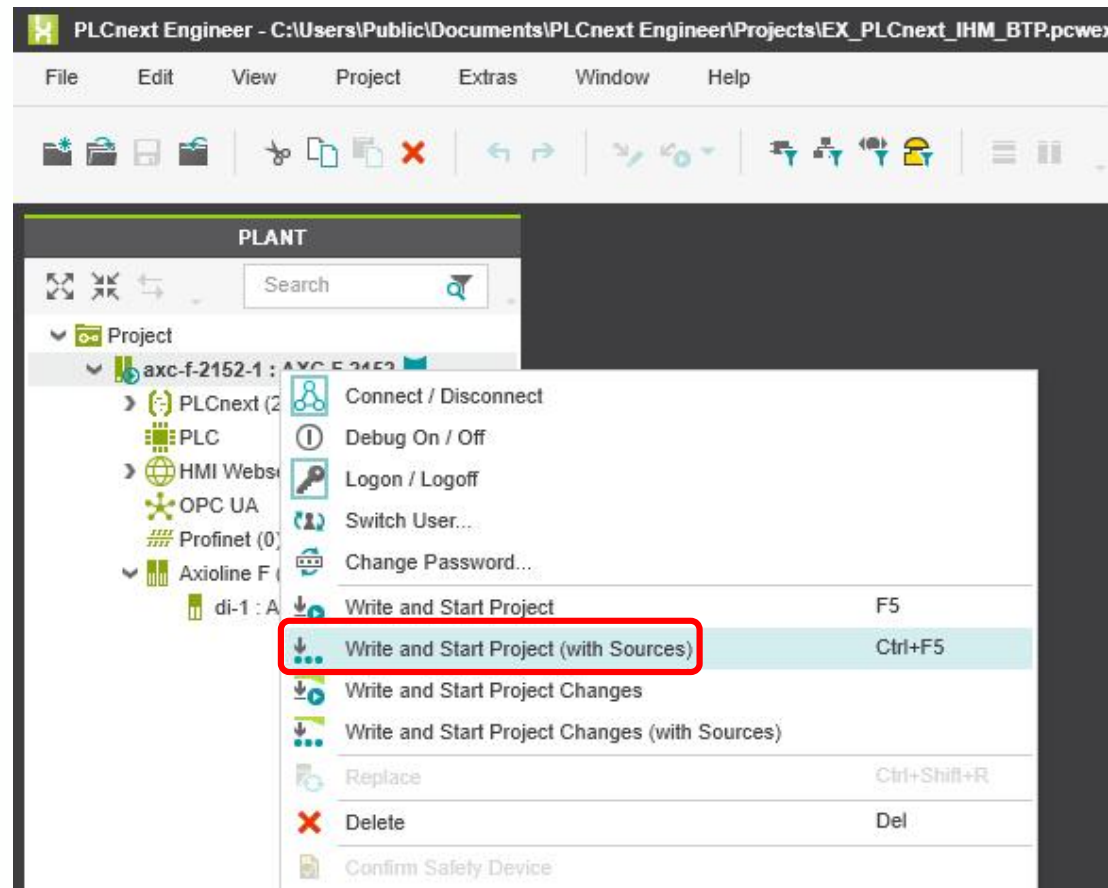 PLCnext Engineer - C:\Users\Public\Documents\PLCnext Engineer\Projects\EX_PLCnext_IHM_BTP.pcwex
File Edit View Project Extras Window Help
PLANT
Search
Project
axc-f-2152-1 : AXC F 2152
PLCnext (2
PLC
HMI Webse
OPC UA
Profinet (0)
Axioline F (
di-1 : A
Connect / Disconnect
Debug On / Off
Logon / Logoff
Switch User...
Change Password...
Write and Start Project F5
Write and Start Project (with Sources) Ctrl+F5
Write and Start Project Changes
Write and Start Project Changes (with Sources)
Replace Ctrl+Shift+R
Delete Del
Confirm Safety Device